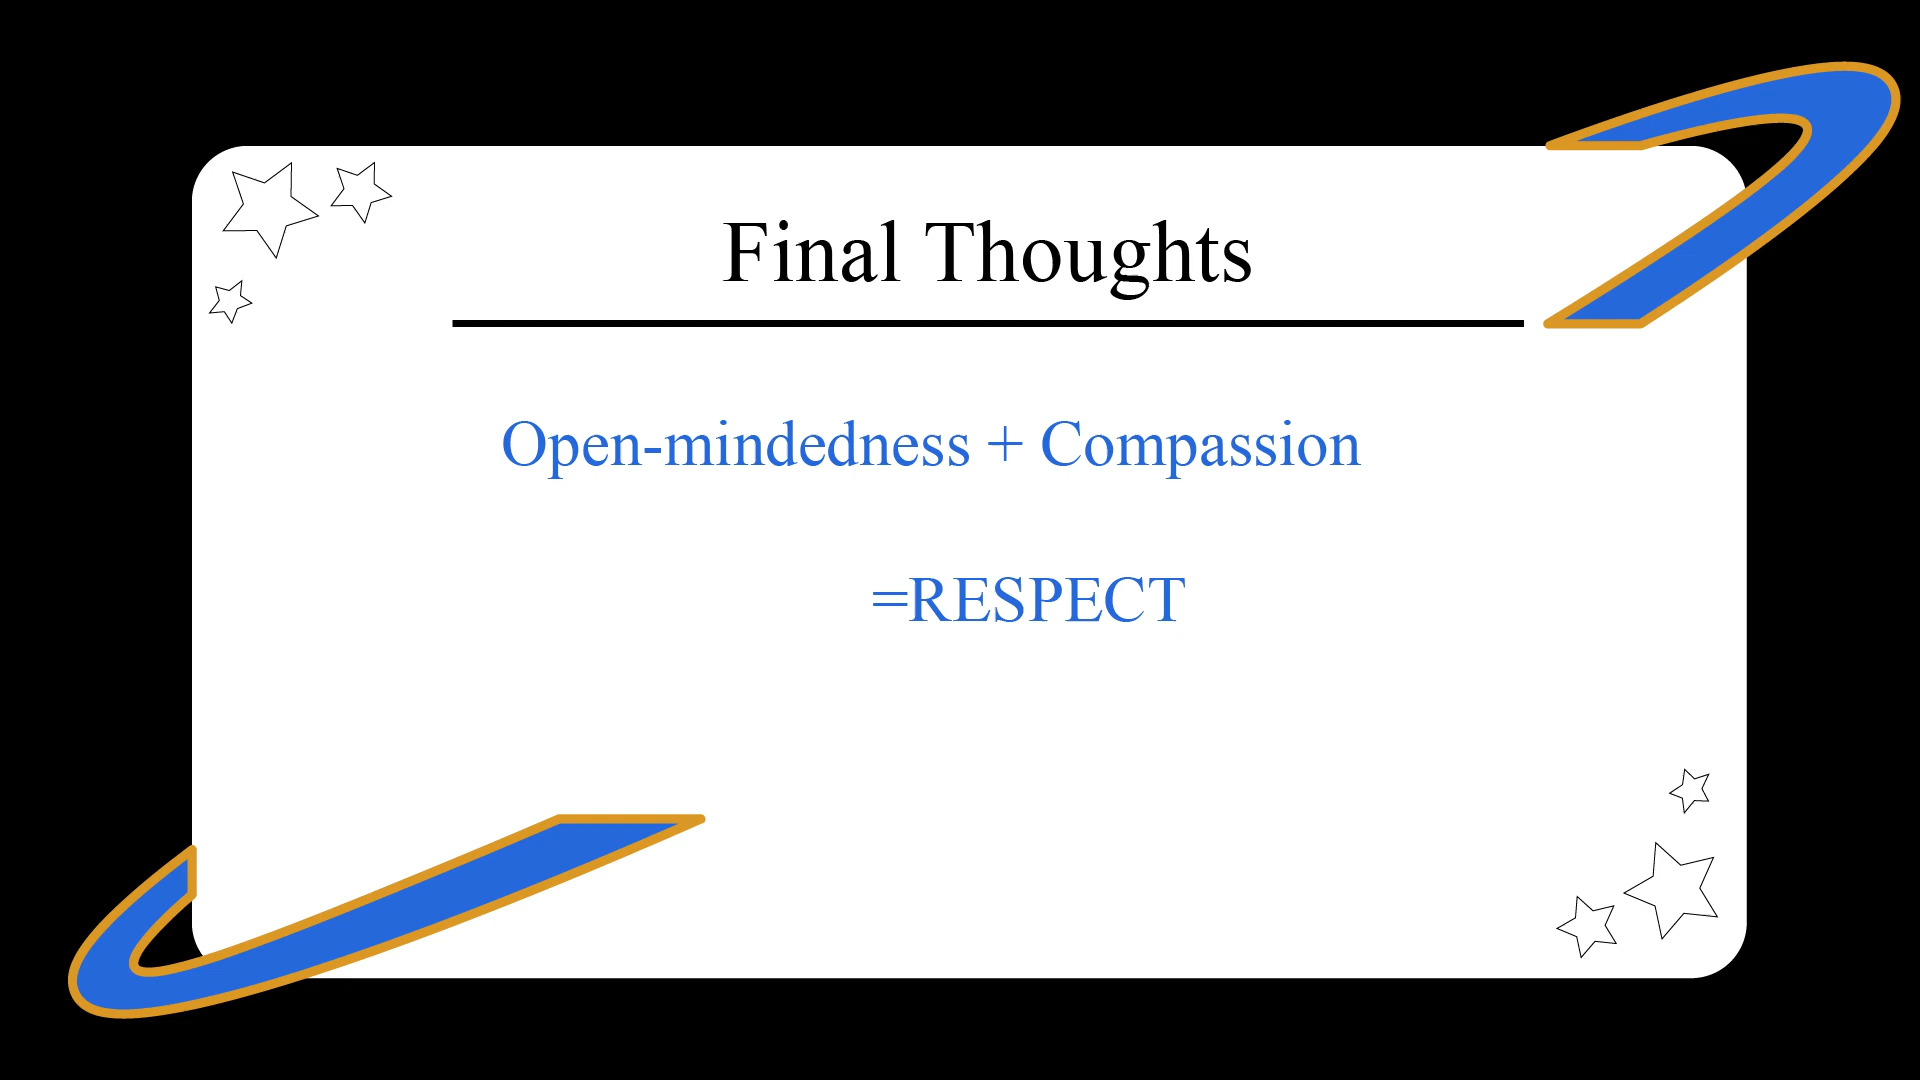 Final Thoughts
Open-mindedness + Compassion
=RESPECT